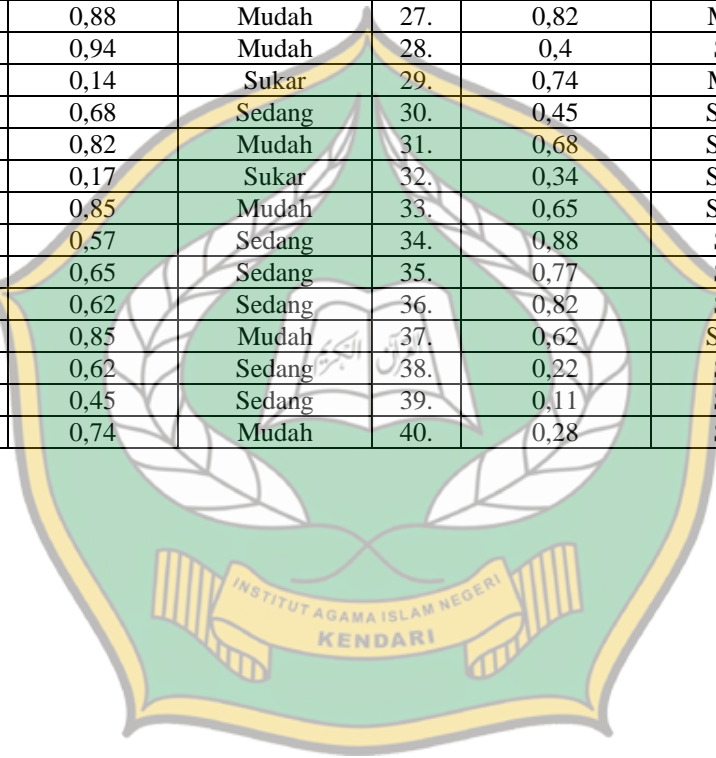 0,88 Mudah 27. 0,82 M
0,94 Mudah 28. 0,4 S
0,14 Sukar 29. 0,74 M
0,68 Sedang 30. 0,45 S
0,82 Mudah 31. 0,68 S
0,17 Sukar 32. 0,34 S
0,85 Mudah 33. 0,65 S
0,57 Sedang 34. 0,88 S
0,65 Sedang 35. 0,77 S
0,62 Sedang 36. 0,82 S
0,85 Mudah 37. 0,62 S
0,62 Sedang 38. 0,22 S
0,45 Sedang 39. 0,11 S
0,74 Mudah 40. 0,28 S
القرآن الكريم
INSTITUT AGAMA ISLAM NEGERI
KENDARI